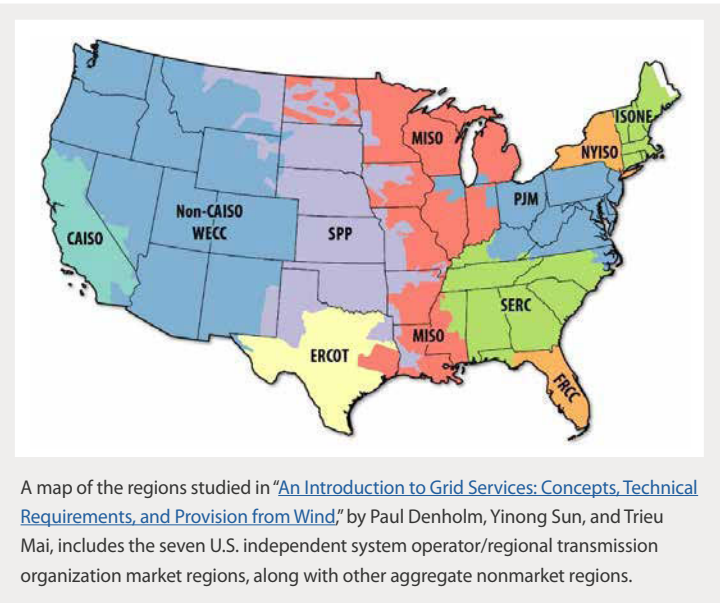 ISONE
MISO
NYISO
PJM
Non-CAISO
WECC
SPP
CAISO
SERC
MISO
ERCOT
FRCC
A map of the regions studied in “An Introduction to Grid Services: Concepts, Technical
Requirements, and Provision from Wind,” by Paul Denholm, Yinong Sun, and Trieu
Mai, includes the seven U.S. independent system operator/regional transmission
organization market regions, along with other aggregate nonmarket regions.